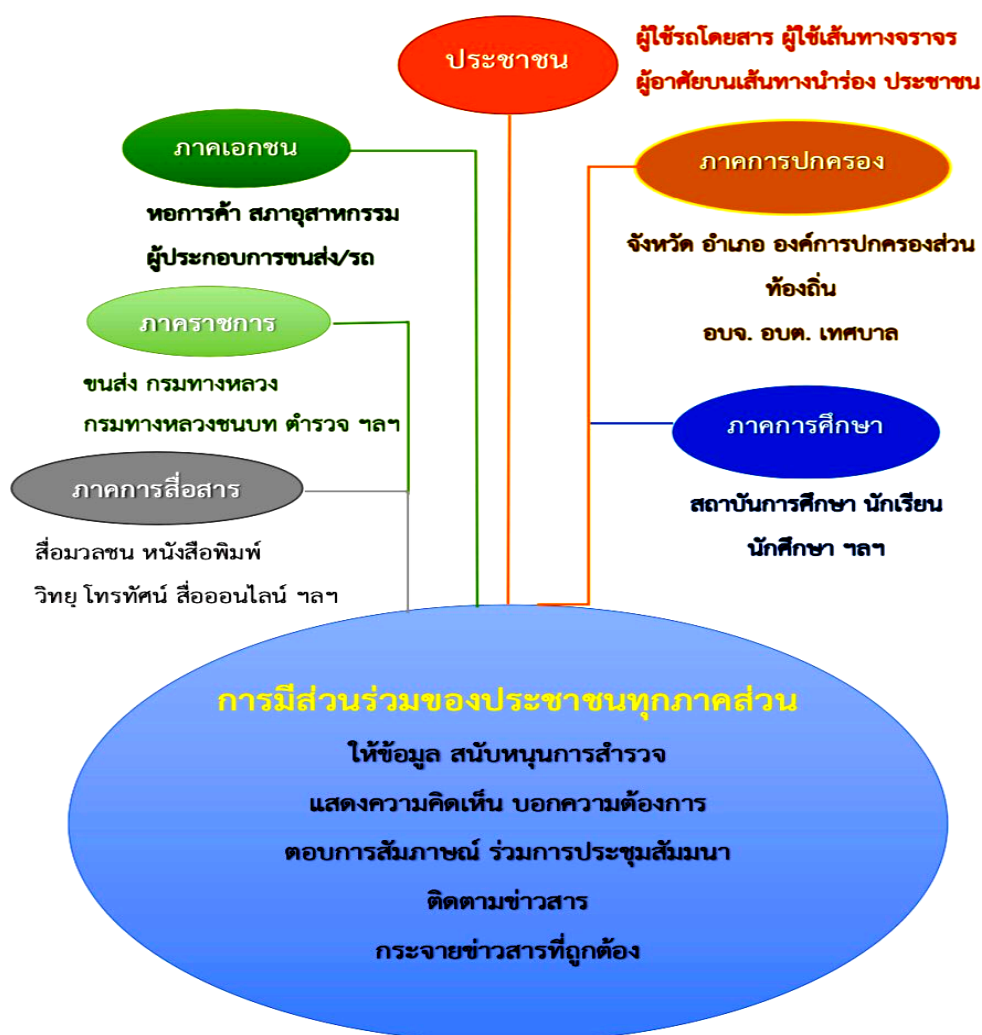 ประชาชน
ผู้ใช้รถโดยสาร ผู้ใช้เส้นทางจราจร
ผู้อาศัยบนเส้นทางนำร่อง ประชาชน
ภาคเอกชน
หอการค้า สภาอุสาหกรรม
ผู้ประกอบการขนส่ง/รถ
ภาคการปกครอง
จังหวัด อำเภอ องค์การปกครองส่วน
ท้องถิ่น
อบจ. อบต. เทศบาล
ภาคราชการ
ขนส่ง กรมทางหลวง
กรมทางหลวงชนบท ตำรวจ ฯลฯ
ภาคการศึกษา
สถาบันการศึกษา นักเรียน
นักศึกษา ฯลฯ
ภาคการสื่อสาร
สื่อมวลชน หนังสือพิมพ์
วิทยุ โทรทัศน์ สื่อออนไลน์ ฯลฯ
การมีส่วนร่วมของประชาชนทุกภาคส่วน
ให้ข้อมูล สนับหนุนการสำรวจ
แสดงความคิดเห็น บอกความต้องการ
ตอบการสัมภาษณ์ ร่วมการประชุมสัมมนา
ติดตามข่าวสาร
กระจายข่าวสารที่ถูกต้อง